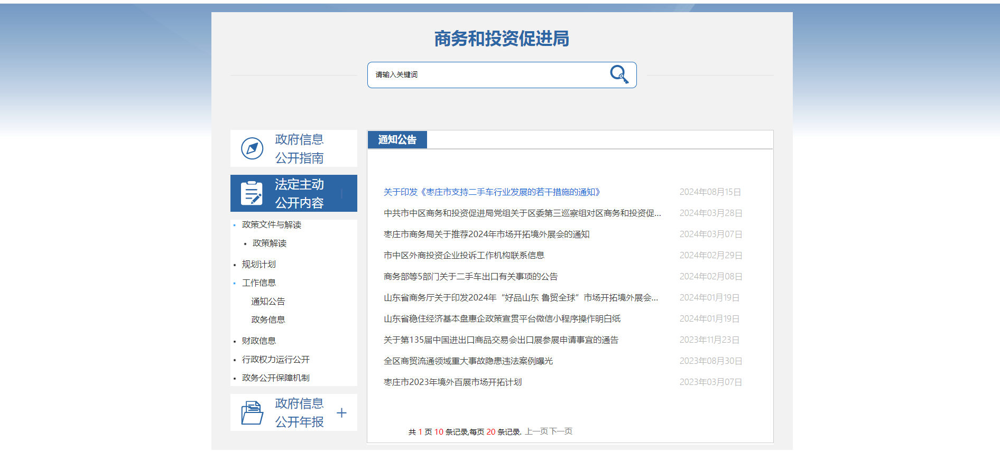 商务和投资促进局
请输入关键词
政府信息
公开指南
法定主动
公开内容
政策文件与解读
政策解读
规划计划
工作信息
通知公告
政务信息
财政信息
行政权力运行公开
政务公开保障机制
政府信息
公开年报
通知公告
关于印发《枣庄市支持二手车行业发展的若干措施的通知》 2024年08月15日
中共市中区商务和投资促进局党组关于区委第三巡察组对区商务和投资促... 2024年03月28日
枣庄市商务局关于推荐2024年市场开拓境外展会的通知 2024年03月07日
市中区外商投资企业投诉工作机构联系信息 2024年02月29日
商务部等5部门关于二手车出口有关事项的公告 2024年02月08日
山东省商务厅关于印发2024年“好品山东 鲁贸全球”市场开拓境外展会... 2024年01月19日
山东省稳住经济基本盘惠企政策宣贯平台微信小程序操作明白纸 2024年01月19日
关于第135届中国进出口商品交易会出口展参展申请事宜的通告 2023年11月23日
全区商贸流通领域重大事故隐患违法案例曝光 2023年08月30日
枣庄市2023年境外百展市场开拓计划 2023年03月07日
共 1 页 10 条记录,每页 20 条记录. 上一页 下一页